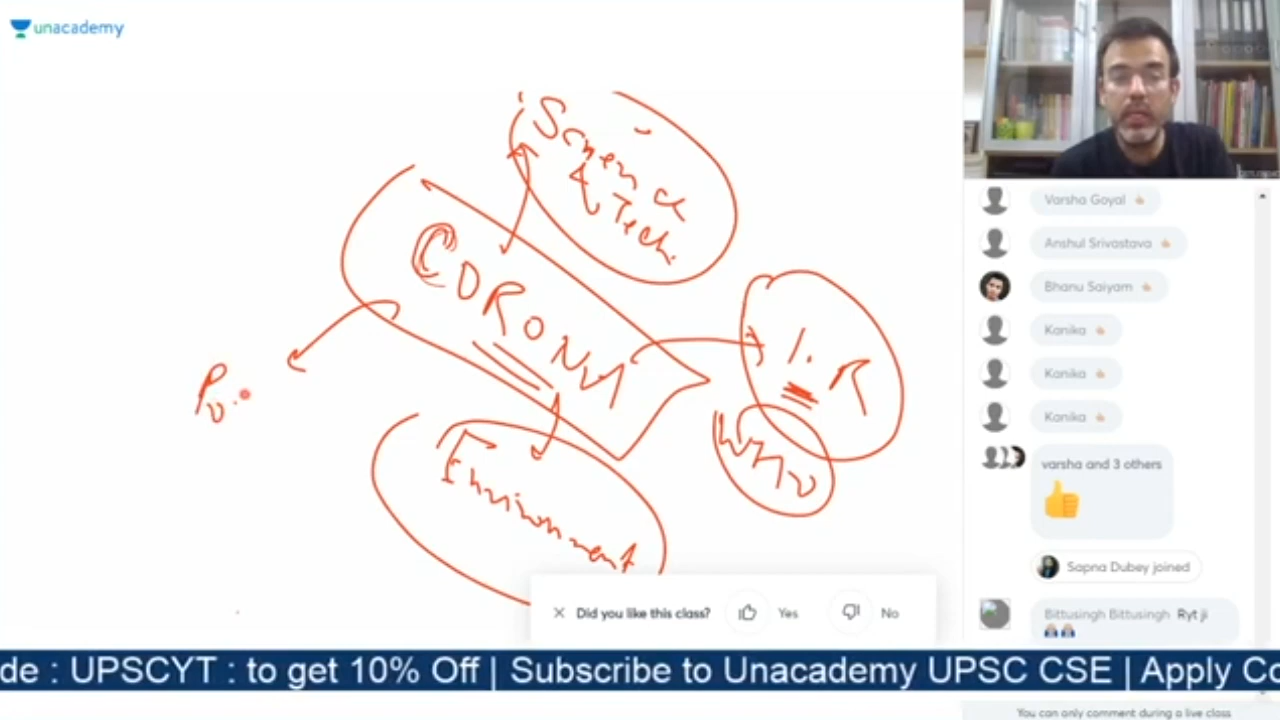 unacademy
Science
& Tech.
CORONA
I. R
WHO
Environment
Varsha Goyal
Anshul Srivastava
Bhanu Saiyam
Kanika
Kanika
Kanika
varsha and 3 others
Sapna Dubey joined
Bittusingh Bittusingh Ryt ji
Did you like this class? Yes No
de : UPSCYT : to get 10% Off | Subscribe to Unacademy UPSC CSE | Apply Co
You can only comment during a live class